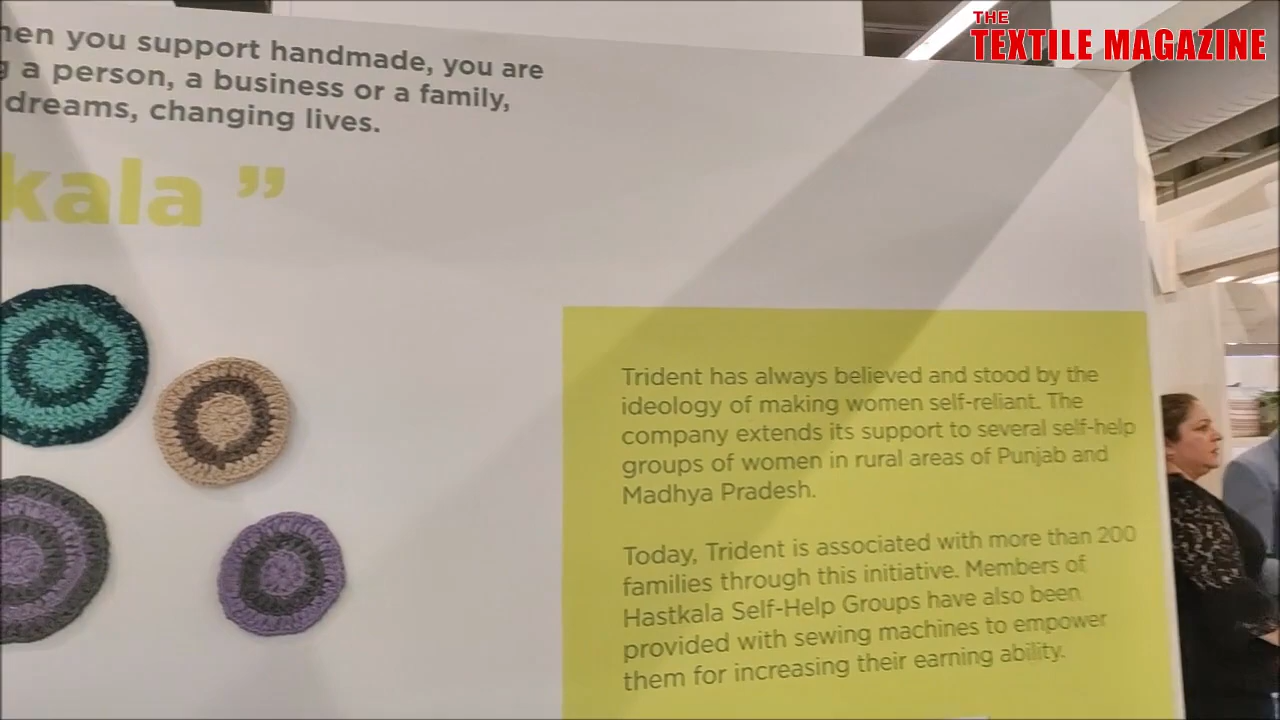 THE
TEXTILE MAGAZINE
you support handmade, you are
a person, a business or a family,
dreams, changing lives.
kala ”
Trident has always believed and stood by the
ideology of making women self-reliant. The
company extends its support to several self-help
groups of women in rural areas of Punjab and
Madhya Pradesh.
Today, Trident is associated with more than 200
families through this initiative. Members of
Hastkala Self-Help Groups have also been
provided with sewing machines to empower
them for increasing their earning ability.